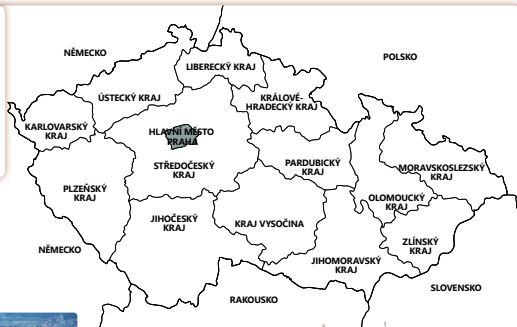 NĚMECKO
POLSKO
LIBERECKÝ KRAJ
ÚSTECKÝ KRAJ
KRÁLOVÉ-
HRADECKÝ KRAJ
KARLOVARSKÝ
KRAJ
HLAVNÍ MĚSTO
PRAHA
STŘEDOČESKÝ
KRAJ
PARDUBICKÝ
KRAJ
MORAVSKOSLEZSKÝ
KRAJ
PLZEŇSKÝ
KRAJ
OLOMOUCKÝ
KRAJ
JIHOČESKÝ
KRAJ
KRAJ VYSOČINA
ZLÍNSKÝ
KRAJ
NĚMECKO
JIHOMORAVSKÝ
KRAJ
SLOVENSKO
RAKOUSKO